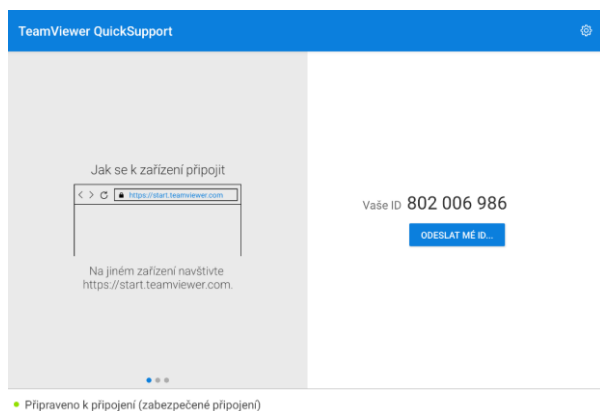 TeamViewer QuickSupport
Jak se k zařízení připojit
https://start.teamviewer.com
Na jiném zařízení navštivte
https://start.teamviewer.com.
Vaše ID 802 006 986
ODESLAT MÉ ID...
Připraveno k připojení (zabezpečené připojení)